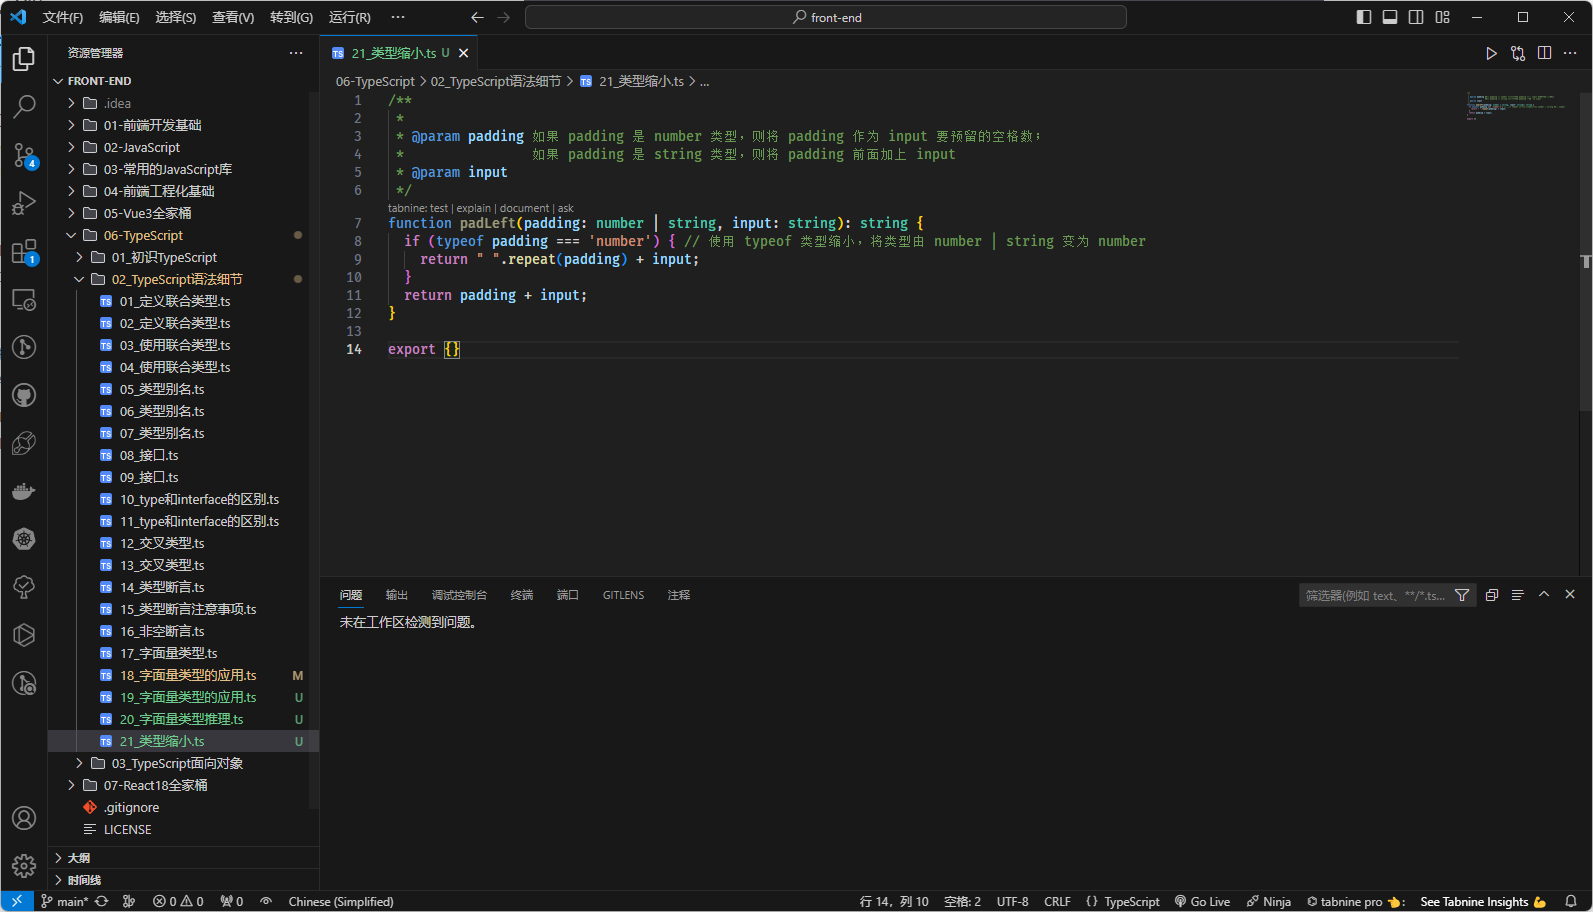 文件(F) 编辑(E) 选择(S) 查看(V) 转到(G) 运行(R) ··· front-end
资源管理器 ···
FRONT-END
.idea
01-前端开发基础
02-JavaScript
03-常用的JavaScript库
04-前端工程化基础
05-Vue3全家桶
06-TypeScript
01_初识TypeScript
02_TypeScript语法细节
TS 01_定义联合类型.ts
TS 02_定义联合类型.ts
TS 03_使用联合类型.ts
TS 04_使用联合类型.ts
TS 05_类型别名.ts
TS 06_类型别名.ts
TS 07_类型别名.ts
TS 08_接口.ts
TS 09_接口.ts
TS 10_type和interface的区别.ts
TS 11_type和interface的区别.ts
TS 12_交叉类型.ts
TS 13_交叉类型.ts
TS 14_类型断言.ts
TS 15_类型断言注意事项.ts
TS 16_非空断言.ts
TS 17_字面量类型.ts
TS 18_字面量类型的应用.ts M
TS 19_字面量类型的应用.ts U
TS 20_字面量类型推理.ts U
TS 21_类型缩小.ts U
03_TypeScript面向对象
07-React18全家桶
.gitignore
LICENSE
大纲
时间线
4
1
TS 21_类型缩小.ts U
06-TypeScript > 02_TypeScript语法细节 > TS 21_类型缩小.ts > ...
1 /**
2  *
3  * @param padding 如果 padding 是 number 类型，则将 padding 作为 input 要预留的空格数；
4  *                如果 padding 是 string 类型，则将 padding 前面加上 input
5  * @param input
6  */
tabnine: test | explain | document | ask
7 function padLeft(padding: number | string, input: string): string {
8   if (typeof padding === 'number') { // 使用 typeof 类型缩小，将类型由 number | string 变为 number
9     return " ".repeat(padding) + input;
10   }
11   return padding + input;
12 }
13
14 export {}
问题 输出 调试控制台 终端 端口 GITLENS 注释 筛选器(例如 text、**/*.ts...
未在工作区检测到问题。
main* 0 0 0 Chinese (Simplified) 行 14，列 10 空格: 2 UTF-8 CRLF {} TypeScript Go Live Ninja tabnine pro 👈: See Tabnine Insights 💪